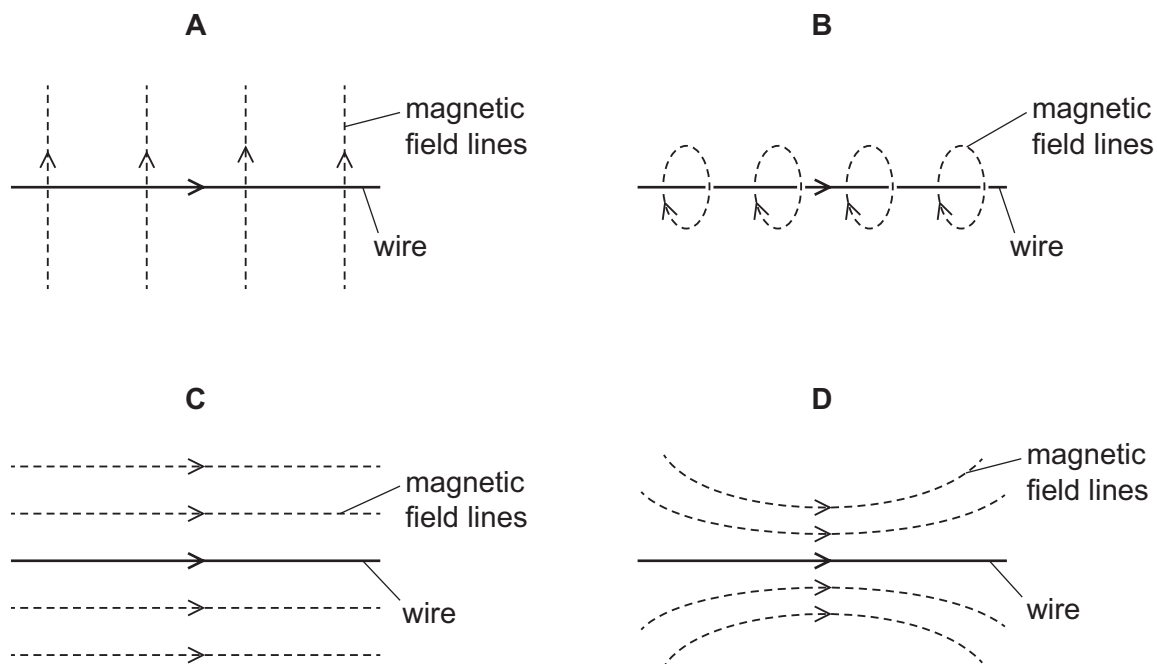 A
magnetic
field lines
wire
B
magnetic
field lines
wire
C
magnetic
field lines
wire
D
magnetic
field lines
wire